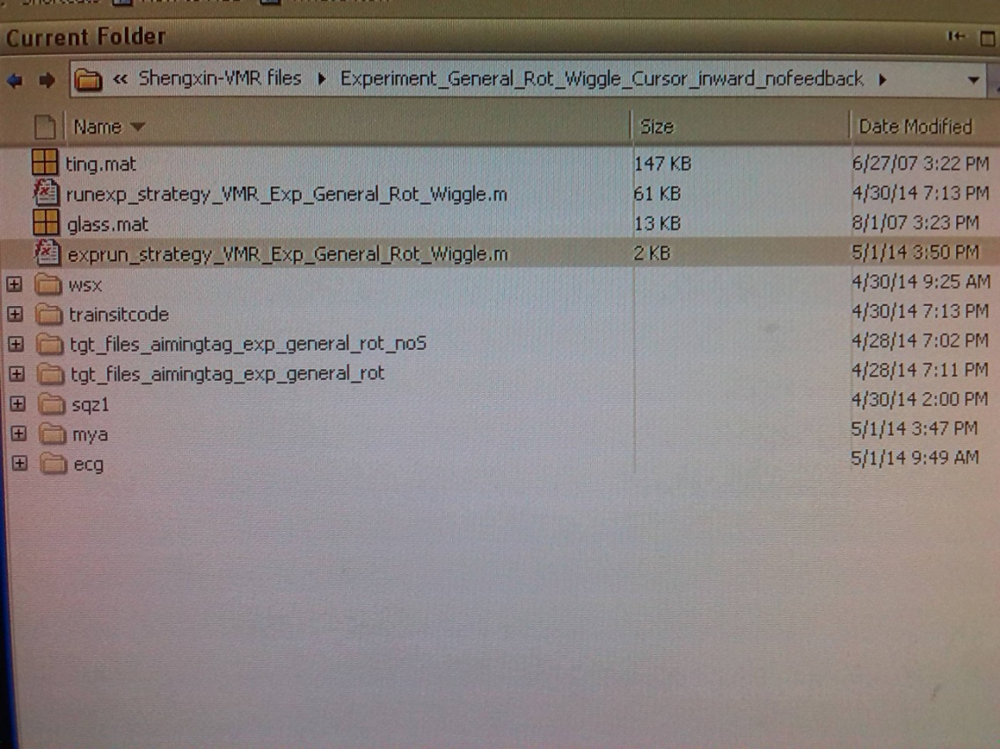 Current Folder
« Shengxin-VMR files Experiment_General_Rot_Wiggle_Cursor_inward_nofeedback
Name Size Date Modified
ting.mat 147 KB 6/27/07 3:22 PM
runexp_strategy_VMR_Exp_General_Rot_Wiggle.m 61 KB 4/30/14 7:13 PM
glass.mat 13 KB 8/1/07 3:23 PM
exprun_strategy_VMR_Exp_General_Rot_Wiggle.m 2 KB 5/1/14 3:50 PM
wsx 4/30/14 9:25 AM
trainsitcode 4/30/14 7:13 PM
tgt_files_aimingtag_exp_general_rot_noS 4/28/14 7:02 PM
tgt_files_aimingtag_exp_general_rot 4/28/14 7:11 PM
sqz1 4/30/14 2:00 PM
mya 5/1/14 3:47 PM
ecg 5/1/14 9:49 AM